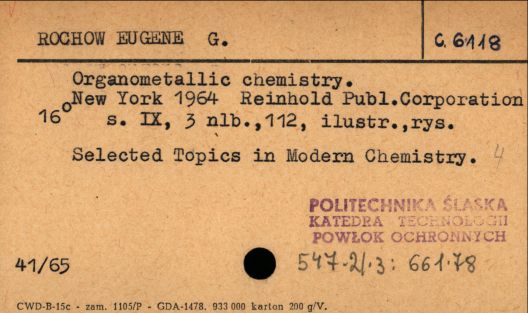 ROCHOW EUGENE G.
C. 6118
Organometallic chemistry.
New York 1964 Reinhold Publ.Corporation
16° s. IX, 3 nlb.,112, ilustr.,rys.
Selected Topics in Modern Chemistry. 4
POLITECHNIKA ŚLĄSKA
KATEDRA TECHNOLOGII
POWŁOK OCHRONNYCH
41/65
547.2/.3: 661.78
CWD-B-15c - zam. 1105/P - GDA-1478. 933 000 karton 200 g/V.